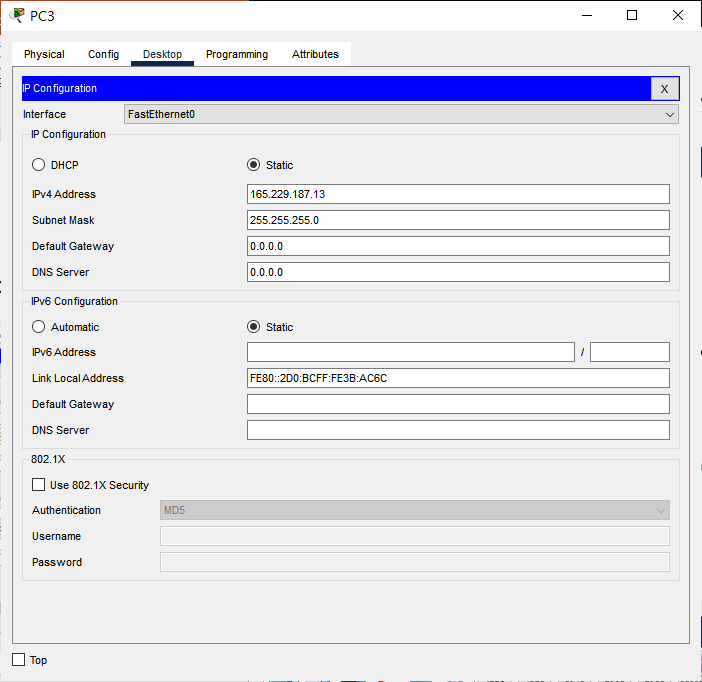 PC3
Physical Config Desktop Programming Attributes
IP Configuration X
Interface FastEthernet0
IP Configuration
DHCP Static
IPv4 Address 165.229.187.13
Subnet Mask 255.255.255.0
Default Gateway 0.0.0.0
DNS Server 0.0.0.0
IPv6 Configuration
Automatic Static
IPv6 Address /
Link Local Address FE80::2D0:BCFF:FE3B:AC6C
Default Gateway
DNS Server
802.1X
Use 802.1X Security
Authentication MD5
Username
Password
Top